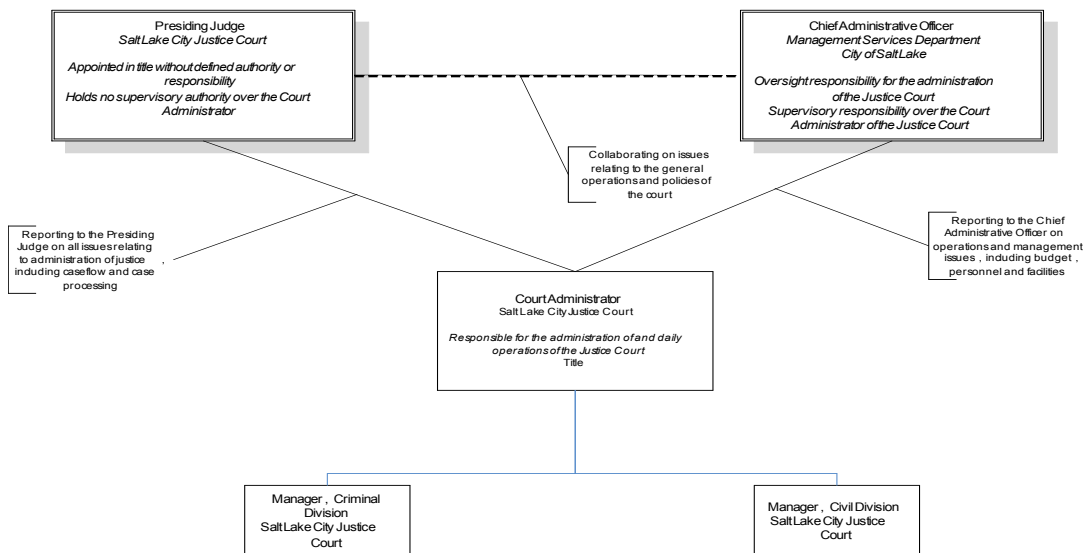 Presiding Judge
Salt Lake City Justice Court
Appointed in title without defined authority or
responsibility
Holds no supervisory authority over the Court
Administrator
Chief Administrative Officer
Management Services Department
City of Salt Lake
Oversight responsibility for the administration
of the Justice Court
Supervisory responsibility over the Court
Administrator of the Justice Court
Collaborating on issues
relating to the general
operations and policies of
the court
Reporting to the Presiding
Judge on all issues relating
to administration of justice ,
including caseflow and case
processing
Reporting to the Chief
Administrative Officer on
operations and management
issues , including budget ,
personnel and facilities
Court Administrator
Salt Lake City Justice Court
Responsible for the administration of and daily
operations of the Justice Court
Title
Manager , Criminal
Division
Salt Lake City Justice
Court
Manager , Civil Division
Salt Lake City Justice
Court